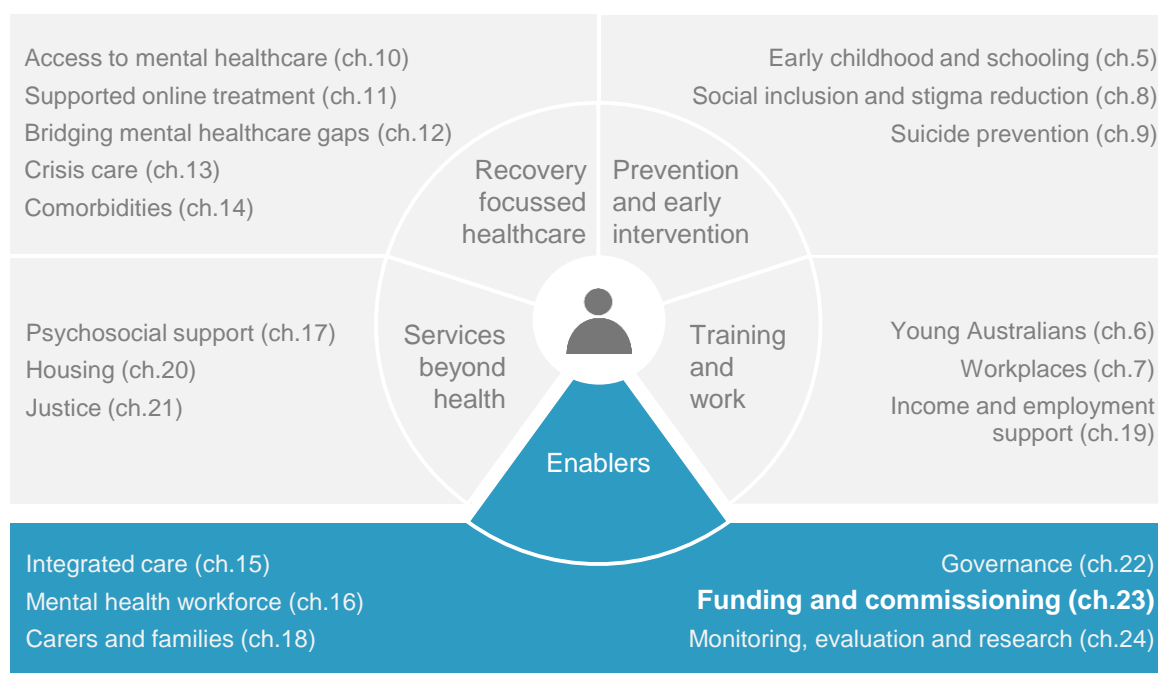 Access to mental healthcare (ch.10)
Supported online treatment (ch.11)
Bridging mental healthcare gaps (ch.12)
Crisis care (ch.13)
Comorbidities (ch.14)
Early childhood and schooling (ch.5)
Social inclusion and stigma reduction (ch.8)
Suicide prevention (ch.9)
Recovery
focussed
healthcare
Prevention
and early
intervention
Psychosocial support (ch.17)
Housing (ch.20)
Justice (ch.21)
Services
beyond
health
Training
and
work
Young Australians (ch.6)
Workplaces (ch.7)
Income and employment
support (ch.19)
Enablers
Integrated care (ch.15)
Mental health workforce (ch.16)
Carers and families (ch.18)
Governance (ch.22)
Funding and commissioning (ch.23)
Monitoring, evaluation and research (ch.24)